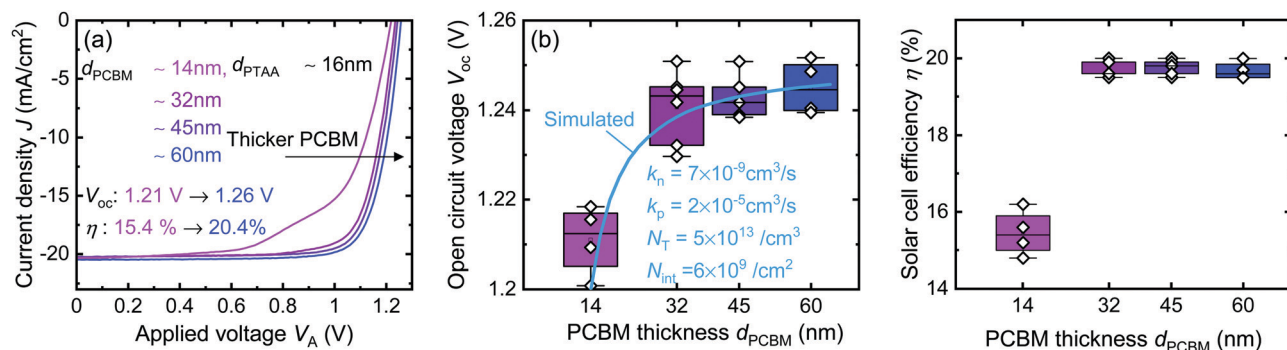 (a)
d_PCBM ~ 14nm, d_PTAA ~ 16nm
~ 32nm
~ 45nm
~ 60nm
Thicker PCBM
V_oc: 1.21 V → 1.26 V
η : 15.4 % → 20.4%
Current density J (mA/cm²)
0
-5
-10
-15
-20
0 0.2 0.4 0.6 0.8 1.0 1.2
Applied voltage V_A (V)
(b)
Open circuit voltage V_oc (V)
1.26
1.24
1.22
1.2
Simulated
k_n = 7×10⁻⁹cm³/s
k_p = 2×10⁻⁵cm³/s
N_T = 5×10¹³ /cm³
N_int =6×10⁹ /cm²
14 32 45 60
PCBM thickness d_PCBM (nm)
Solar cell efficiency η (%)
20
18
16
14
14 32 45 60
PCBM thickness d_PCBM (nm)